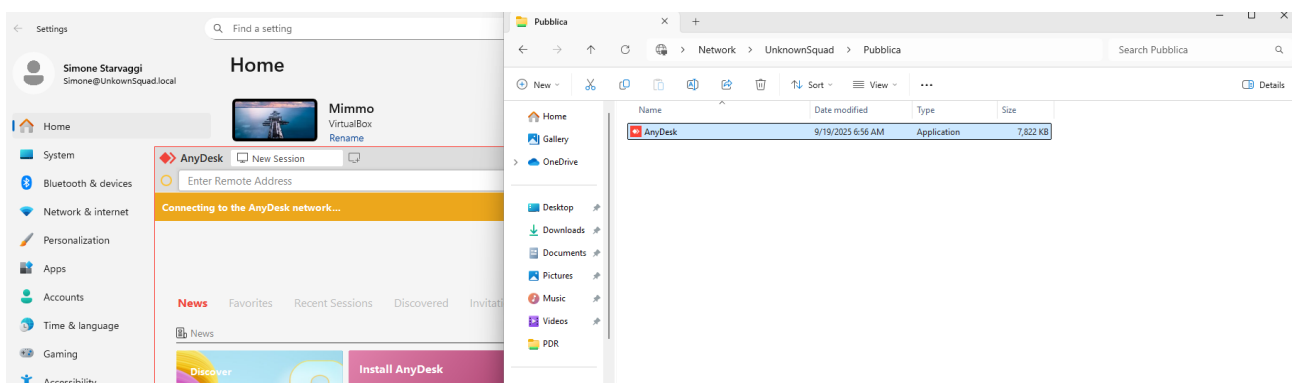 Settings
Find a setting
Simone Starvaggi
Simone@UnkownSquad.local
Home
Mimmo
VirtualBox
Rename
Home
System
Bluetooth & devices
Network & internet
Personalization
Apps
Accounts
Time & language
Gaming
Accessibility
AnyDesk
New Session
Enter Remote Address
Connecting to the AnyDesk network...
News Favorites Recent Sessions Discovered
News
Discover
Install AnyDesk
Pubblica
Network > UnknownSquad > Pubblica
Search Pubblica
New Sort View Details
Home
Gallery
OneDrive
Desktop
Downloads
Documents
Pictures
Music
Videos
PDR
Name Date modified Type Size
AnyDesk 9/19/2025 6:56 AM Application 7,822 KB